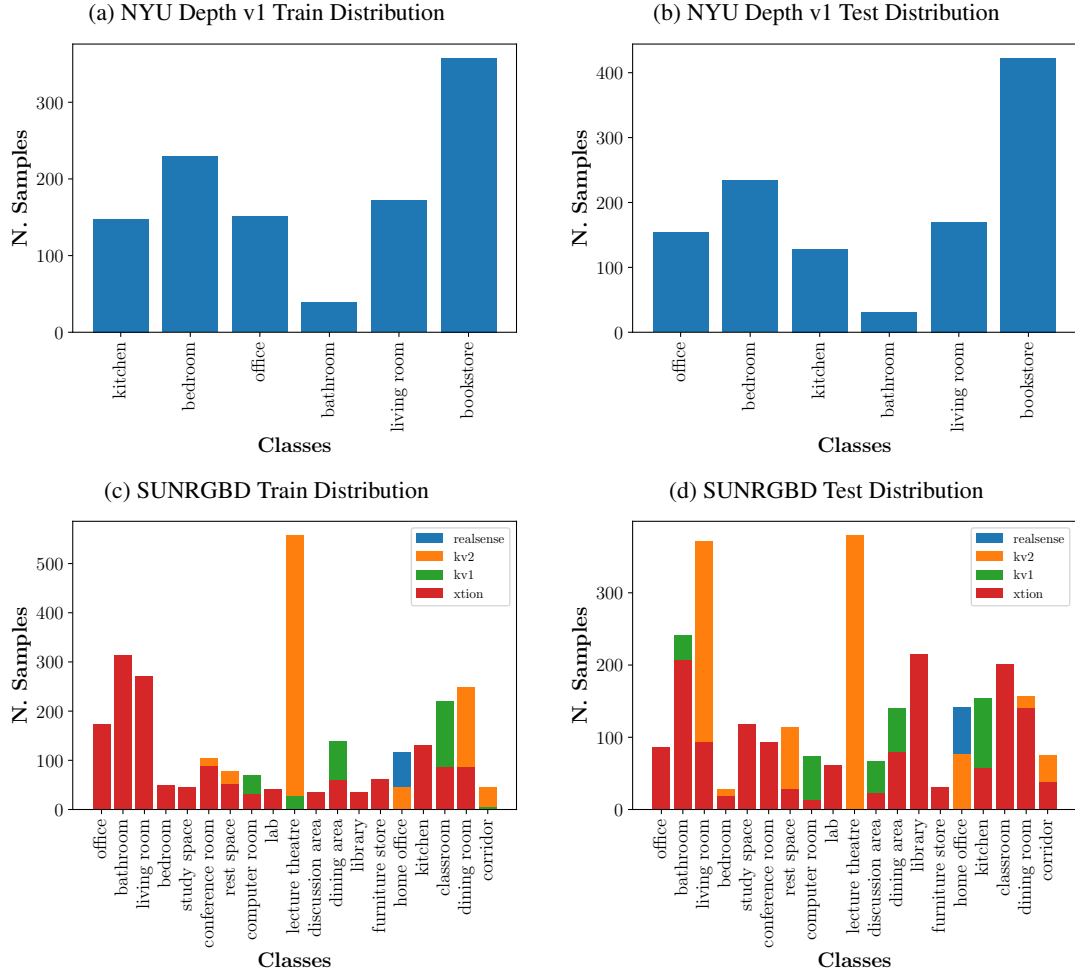 (a) NYU Depth v1 Train Distribution
N. Samples
300
200
100
0
kitchen
bedroom
office
bathroom
living room
bookstore
Classes
(b) NYU Depth v1 Test Distribution
N. Samples
400
300
200
100
0
office
bedroom
kitchen
bathroom
living room
bookstore
Classes
(c) SUNRGBD Train Distribution
N. Samples
500
400
300
200
100
0
realsense
kv2
kv1
xtion
office
bathroom
living room
bedroom
study space
conference room
rest space
computer room
lab
lecture theatre
discussion area
dining area
library
furniture store
home office
kitchen
classroom
dining room
corridor
Classes
(d) SUNRGBD Test Distribution
N. Samples
300
200
100
0
realsense
kv2
kv1
xtion
office
bathroom
living room
bedroom
study space
conference room
rest space
computer room
lab
lecture theatre
discussion area
dining area
library
furniture store
home office
kitchen
classroom
dining room
corridor
Classes